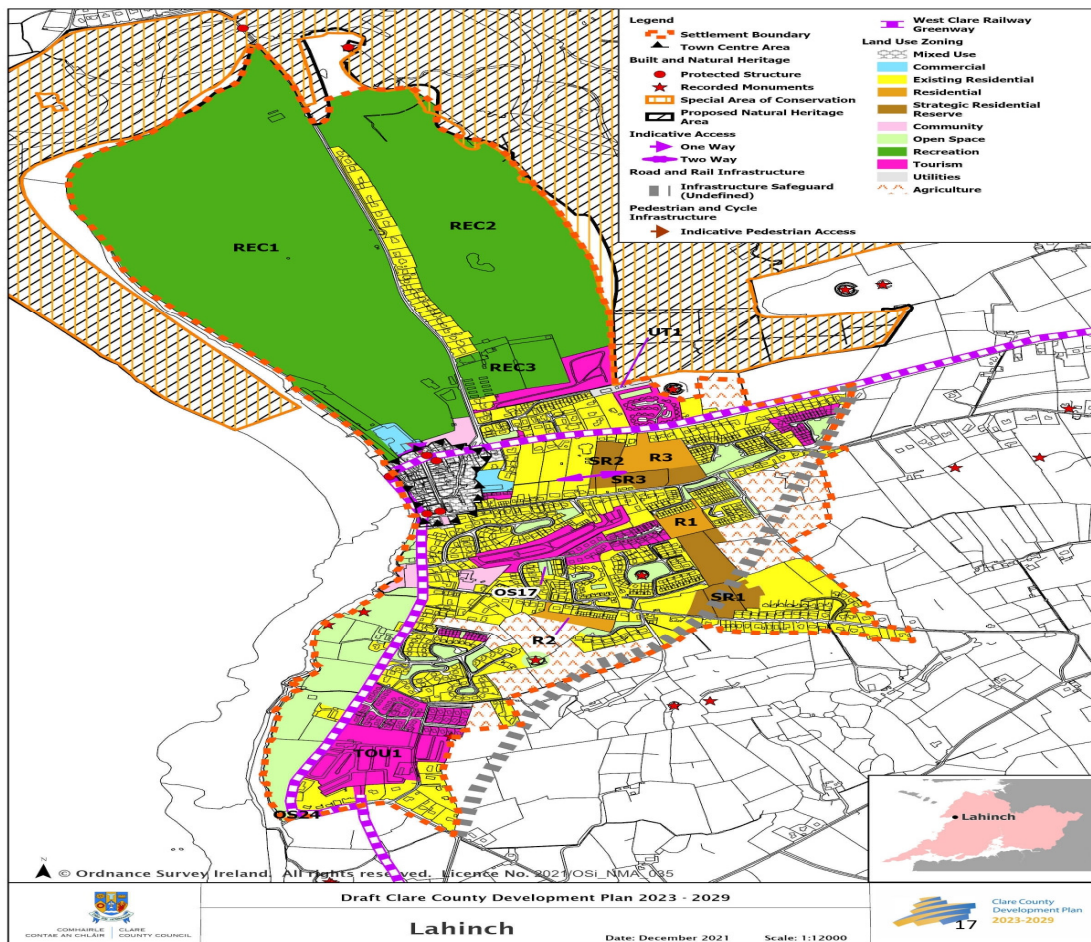 Legend
Settlement Boundary
Town Centre Area
Built and Natural Heritage
Protected Structure
Recorded Monuments
Special Area of Conservation
Proposed Natural Heritage
Area
Indicative Access
One Way
Two Way
Road and Rail Infrastructure
Infrastructure Safeguard
(Undefined)
Pedestrian and Cycle
Infrastructure
Indicative Pedestrian Access
West Clare Railway
Greenway
Land Use Zoning
Mixed Use
Commercial
Existing Residential
Residential
Strategic Residential
Reserve
Community
Open Space
Recreation
Tourism
Utilities
Agriculture
REC1
REC2
UT1
REC3
SR2
R3
SR3
R1
OS17
SR1
R2
TOU1
OS24
Lahinch
N
© Ordnance Survey Ireland. All rights reserved. Licence No. 2021/OSi_NMA_035
COMHAIRLE
CONTAE AN CHLÁIR
CLARE
COUNTY COUNCIL
Draft Clare County Development Plan 2023 - 2029
Lahinch
Date: December 2021
Scale: 1:12000
Clare County
Development Plan
2023-2029
17